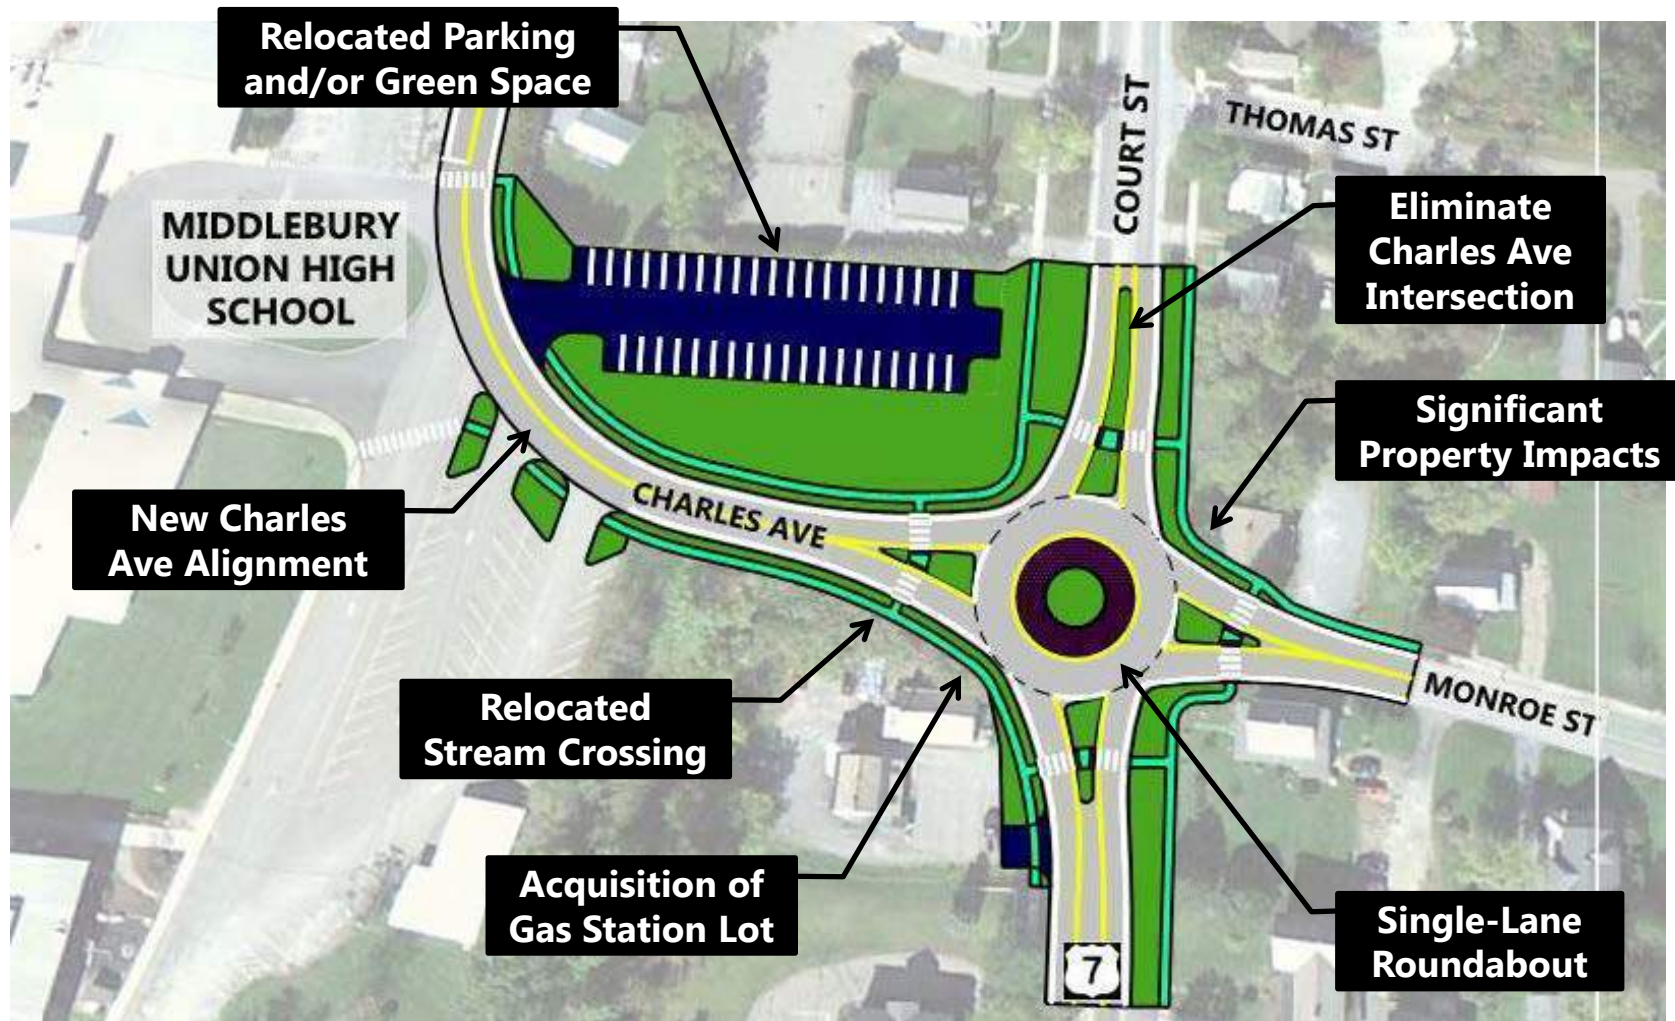 Relocated Parking
and/or Green Space
COURT ST
THOMAS ST
Eliminate
Charles Ave
Intersection
MIDDLEBURY
UNION HIGH
SCHOOL
Significant
Property Impacts
New Charles
Ave Alignment
CHARLES AVE
Relocated
Stream Crossing
MONROE ST
Acquisition of
Gas Station Lot
Single-Lane
Roundabout
7